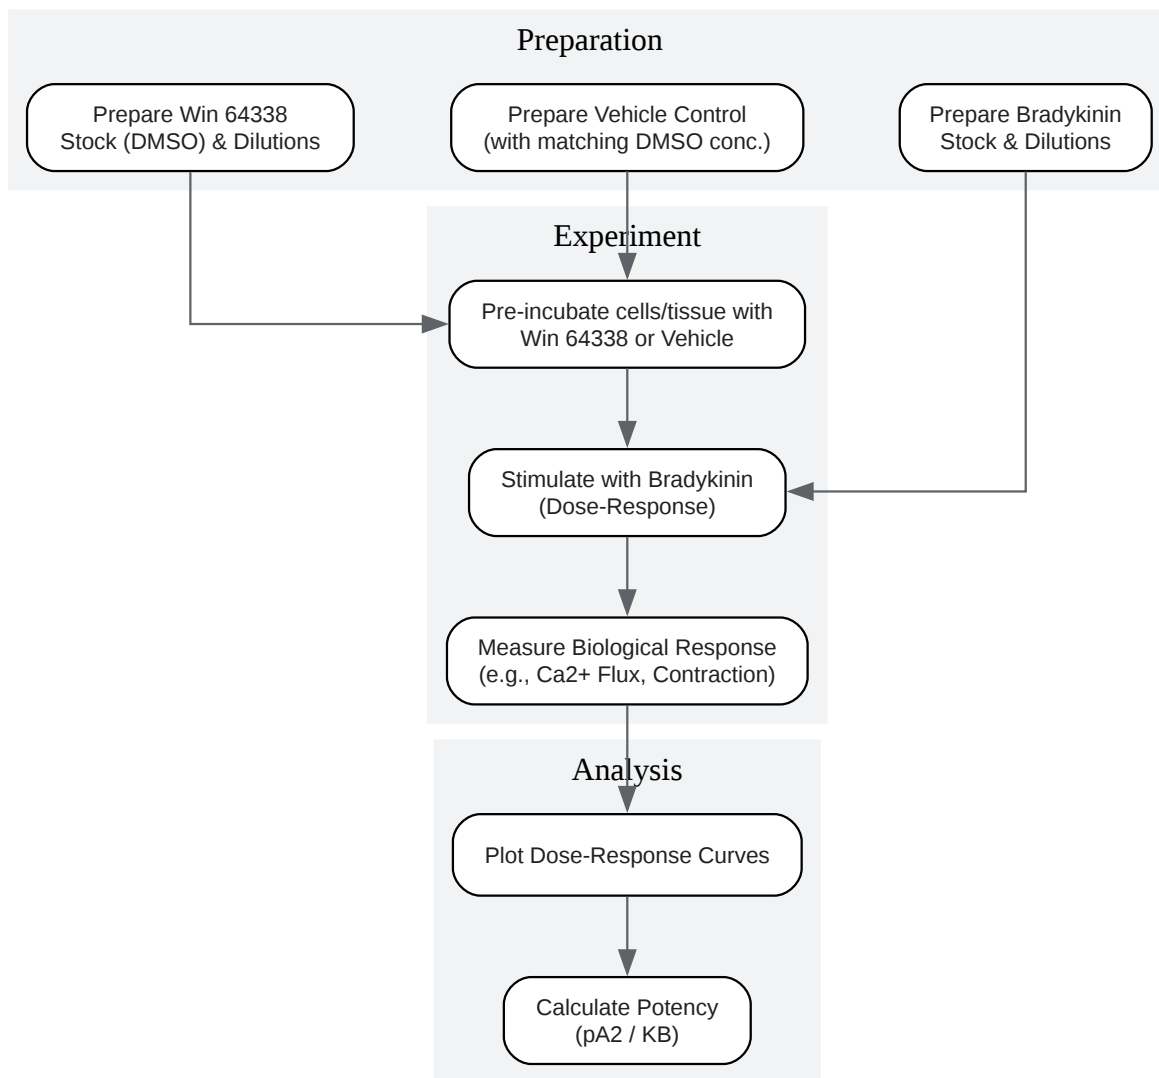 Preparation
Prepare Win 64338
Stock (DMSO) & Dilutions
Prepare Vehicle Control
(with matching DMSO conc.)
Prepare Bradykinin
Stock & Dilutions
Experiment
Pre-incubate cells/tissue with
Win 64338 or Vehicle
Stimulate with Bradykinin
(Dose-Response)
Measure Biological Response
(e.g., Ca2+ Flux, Contraction)
Analysis
Plot Dose-Response Curves
Calculate Potency
(pA2 / KB)